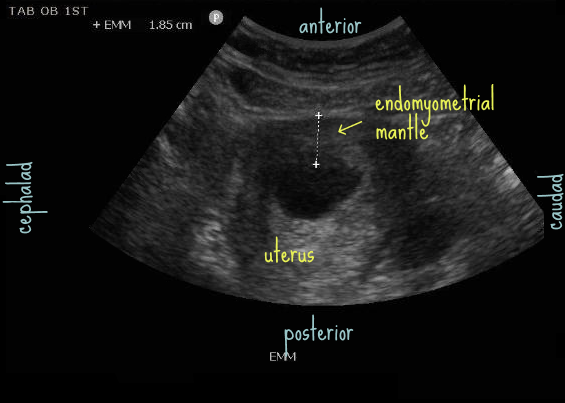 TAB OB 1ST
+ EMM 1.85 cm
P
anterior
endomyometrial
mantle
cephalad
caudad
uterus
posterior
EMM